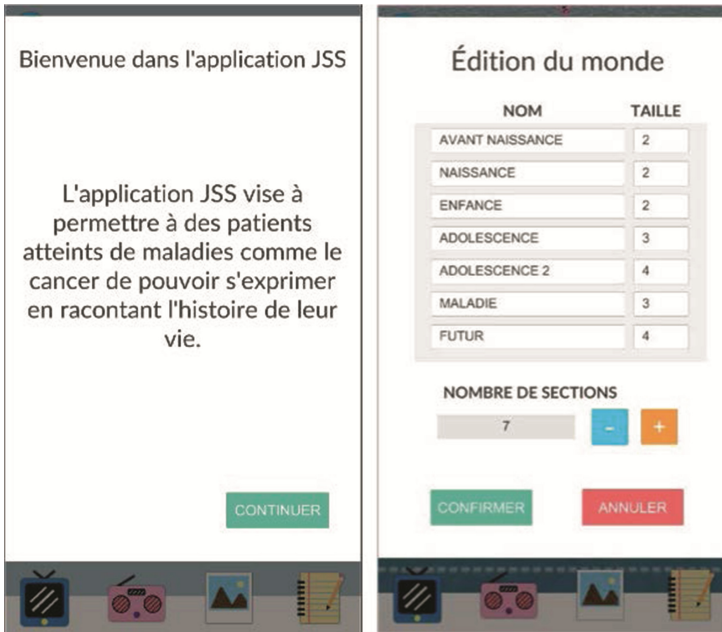 Bienvenue dans l'application JSS
L'application JSS vise à
permettre à des patients
atteints de maladies comme le
cancer de pouvoir s'exprimer
en racontant l'histoire de leur
vie.
CONTINUER
Édition du monde
NOM TAILLE
AVANT NAISSANCE 2
NAISSANCE 2
ENFANCE 2
ADOLESCENCE 3
ADOLESCENCE 2 4
MALADIE 3
FUTUR 4
NOMBRE DE SECTIONS
7 - +
CONFIRMER ANNULER